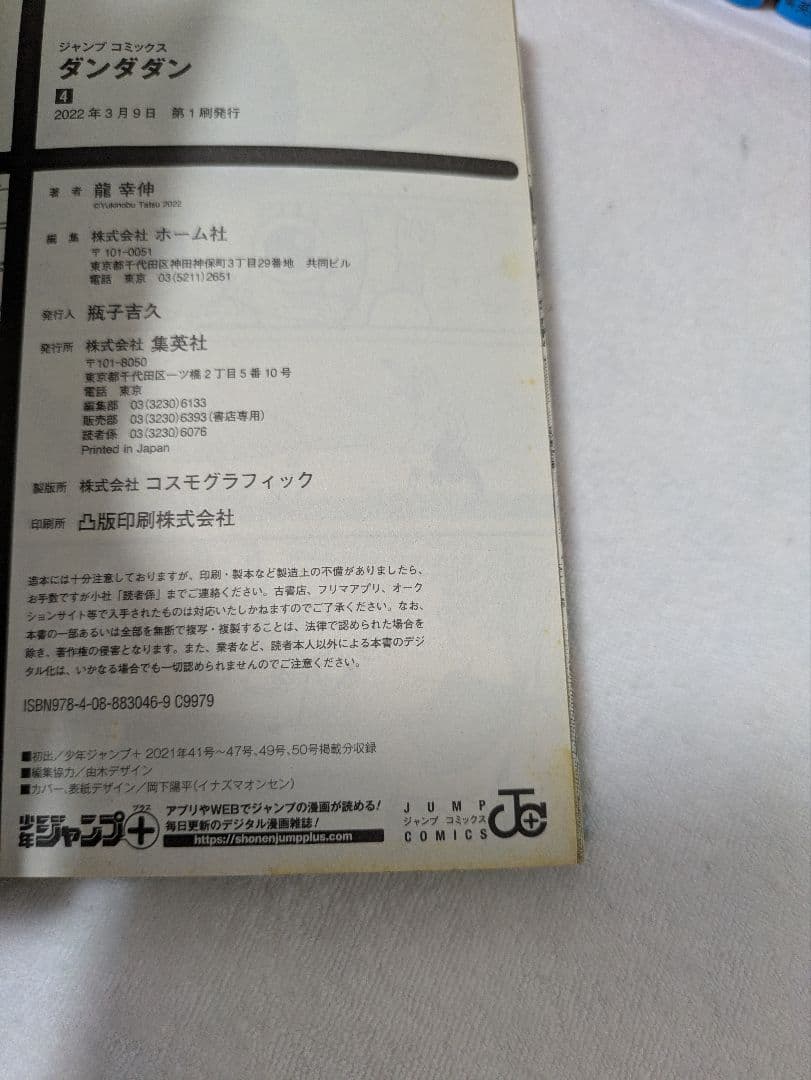 ジャンプ コミックス
ダンダダン
4
2022年3月9日　第1刷発行
著　者　龍 幸伸
©Yukinobu Tatsu 2022
編　集　株式会社 ホーム社
〒101-0051
東京都千代田区神田神保町3丁目29番地　共同ビル
電話　東京　03(5211)2651
発行人　瓶子吉久
発行所　株式会社 集英社
〒101-8050
東京都千代田区一ツ橋2丁目5番10号
電話　東京
編集部　03(3230)6133
販売部　03(3230)6393(書店専用)
読者係　03(3230)6076
Printed in Japan
製版所　株式会社 コスモグラフィック
印刷所　凸版印刷株式会社
造本には十分注意しておりますが、印刷・製本など製造上の不備がありましたら、
お手数ですが小社「読者係」までご連絡ください。古書店、フリマアプリ、オーク
ションサイト等で入手されたものは対応いたしかねますのでご了承ください。なお、
本書の一部あるいは全部を無断で複写・複製することは、法律で認められた場合を
除き、著作権の侵害となります。また、業者など、読者本人以外による本書のデジ
タル化は、いかなる場合でも一切認められませんのでご注意ください。
ISBN978-4-08-883046-9 C9979
■初出／少年ジャンプ+ 2021年41号～47号、49号、50号掲載分収録
■編集協力／由木デザイン
■カバー、表紙デザイン／岡下陽平(イナズマオンセン)
少年ジャンプ+ プラス
アプリやWEBでジャンプの漫画が読める!
毎日更新のデジタル漫画雑誌!
https://shonenjumpplus.com
JUMP
ジャンプ コミックス
COMICS
JC+